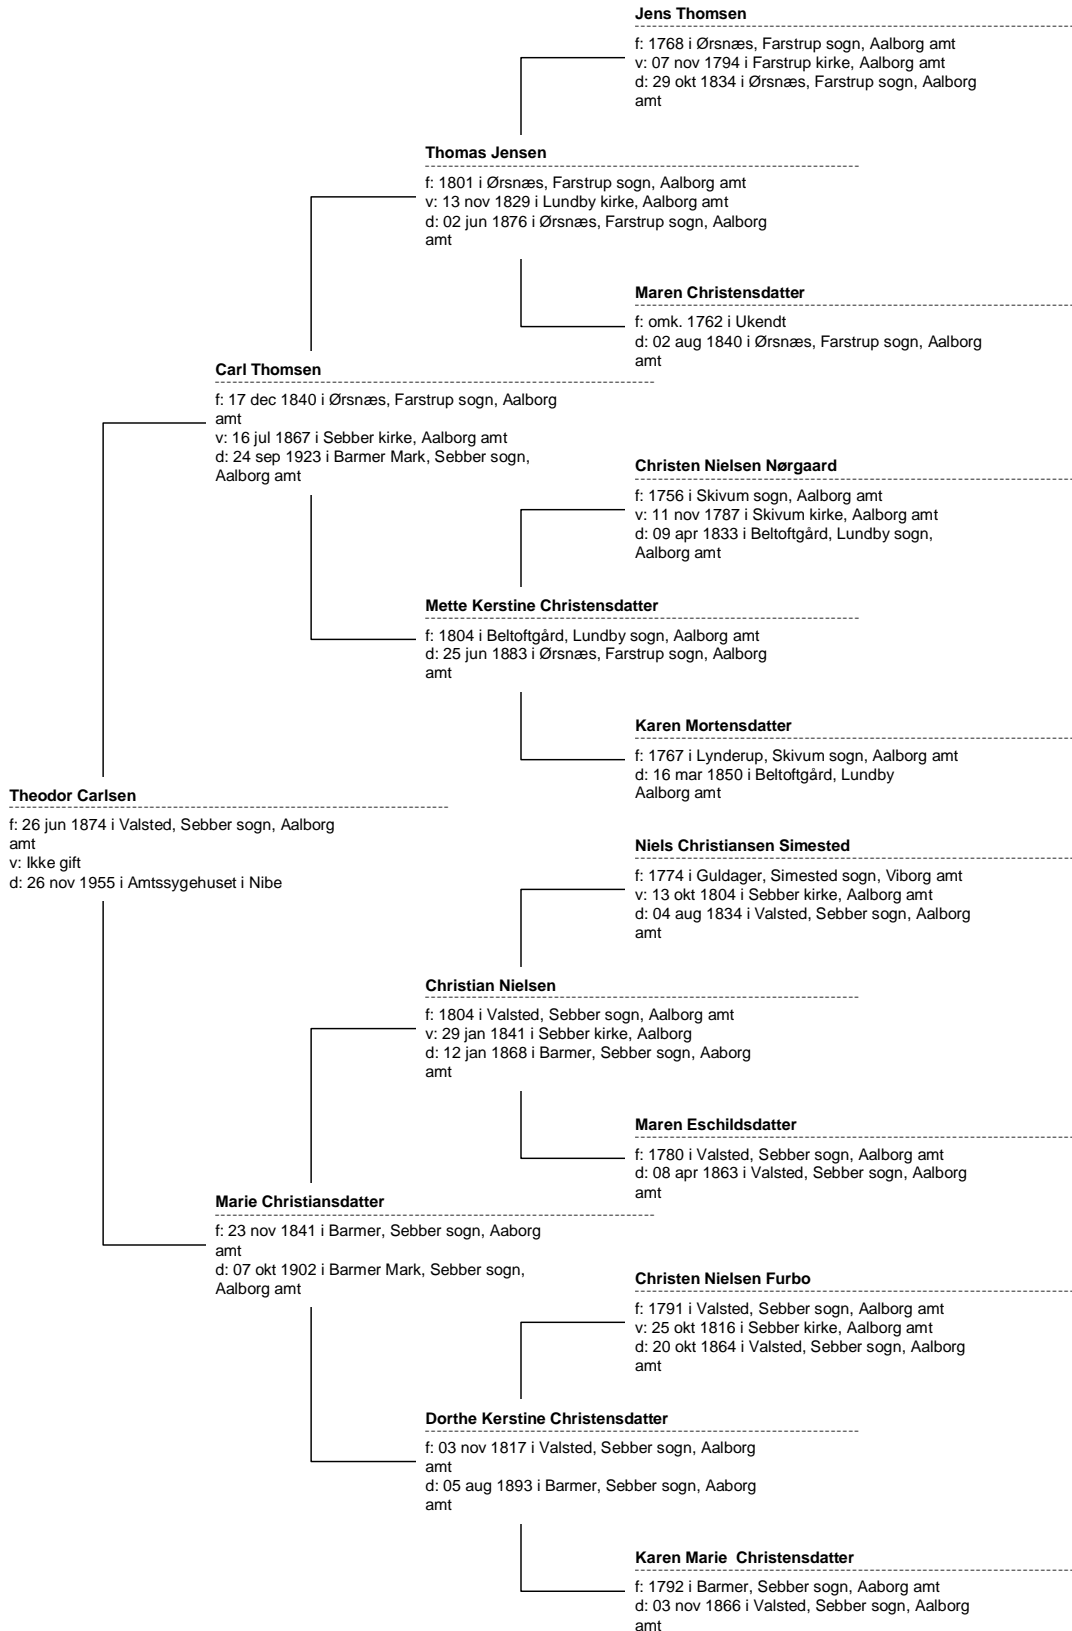 Jens Thomsen
f: 1768 i Ørsnæs, Farstrup sogn, Aalborg amt
v: 07 nov 1794 i Farstrup kirke, Aalborg amt
d: 29 okt 1834 i Ørsnæs, Farstrup sogn, Aalborg
amt
Thomas Jensen
f: 1801 i Ørsnæs, Farstrup sogn, Aalborg amt
v: 13 nov 1829 i Lundby kirke, Aalborg amt
d: 02 jun 1876 i Ørsnæs, Farstrup sogn, Aalborg
amt
Maren Christensdatter
f: omk. 1762 i Ukendt
d: 02 aug 1840 i Ørsnæs, Farstrup sogn, Aalborg
amt
Carl Thomsen
f: 17 dec 1840 i Ørsnæs, Farstrup sogn, Aalborg
amt
v: 16 jul 1867 i Sebber kirke, Aalborg amt
d: 24 sep 1923 i Barmer Mark, Sebber sogn,
Aalborg amt
Christen Nielsen Nørgaard
f: 1756 i Skivum sogn, Aalborg amt
v: 11 nov 1787 i Skivum kirke, Aalborg amt
d: 09 apr 1833 i Beltoftgård, Lundby sogn,
Aalborg amt
Mette Kerstine Christensdatter
f: 1804 i Beltoftgård, Lundby sogn, Aalborg amt
d: 25 jun 1883 i Ørsnæs, Farstrup sogn, Aalborg
amt
Karen Mortensdatter
f: 1767 i Lynderup, Skivum sogn, Aalborg amt
d: 16 mar 1850 i Beltoftgård, Lundby
Aalborg amt
Theodor Carlsen
f: 26 jun 1874 i Valsted, Sebber sogn, Aalborg
amt
v: Ikke gift
d: 26 nov 1955 i Amtssygehuset i Nibe
Niels Christiansen Simested
f: 1774 i Guldager, Simested sogn, Viborg amt
v: 13 okt 1804 i Sebber kirke, Aalborg amt
d: 04 aug 1834 i Valsted, Sebber sogn, Aalborg
amt
Christian Nielsen
f: 1804 i Valsted, Sebber sogn, Aalborg amt
v: 29 jan 1841 i Sebber kirke, Aalborg
d: 12 jan 1868 i Barmer, Sebber sogn, Aaborg
amt
Maren Eschildsdatter
f: 1780 i Valsted, Sebber sogn, Aalborg amt
d: 08 apr 1863 i Valsted, Sebber sogn, Aalborg
amt
Marie Christiansdatter
f: 23 nov 1841 i Barmer, Sebber sogn, Aaborg
amt
d: 07 okt 1902 i Barmer Mark, Sebber sogn,
Aalborg amt
Christen Nielsen Furbo
f: 1791 i Valsted, Sebber sogn, Aalborg amt
v: 25 okt 1816 i Sebber kirke, Aalborg amt
d: 20 okt 1864 i Valsted, Sebber sogn, Aalborg
amt
Dorthe Kerstine Christensdatter
f: 03 nov 1817 i Valsted, Sebber sogn, Aalborg
amt
d: 05 aug 1893 i Barmer, Sebber sogn, Aaborg
amt
Karen Marie  Christensdatter
f: 1792 i Barmer, Sebber sogn, Aaborg amt
d: 03 nov 1866 i Valsted, Sebber sogn, Aalborg
amt